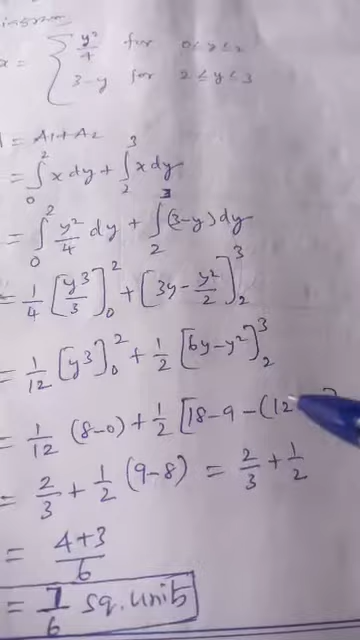 x = { y²/4 for 0 ≤ y ≤ 2
3-y for 2 ≤ y ≤ 3
= A₁+A₂
= ∫₀² x dy + ∫₂³ x dy
= ∫₀² y²/4 dy + ∫₂³ (3-y) dy
= 1/4 [y³/3]₀² + [3y - y²/2]₂³
= 1/12 [y³]₀² + 1/2 [6y-y²]₂³
= 1/12 (8-0) + 1/2 [18-9-(12
= 2/3 + 1/2 (9-8) = 2/3 + 1/2
= 4+3/6
= 7/6 sq.unit